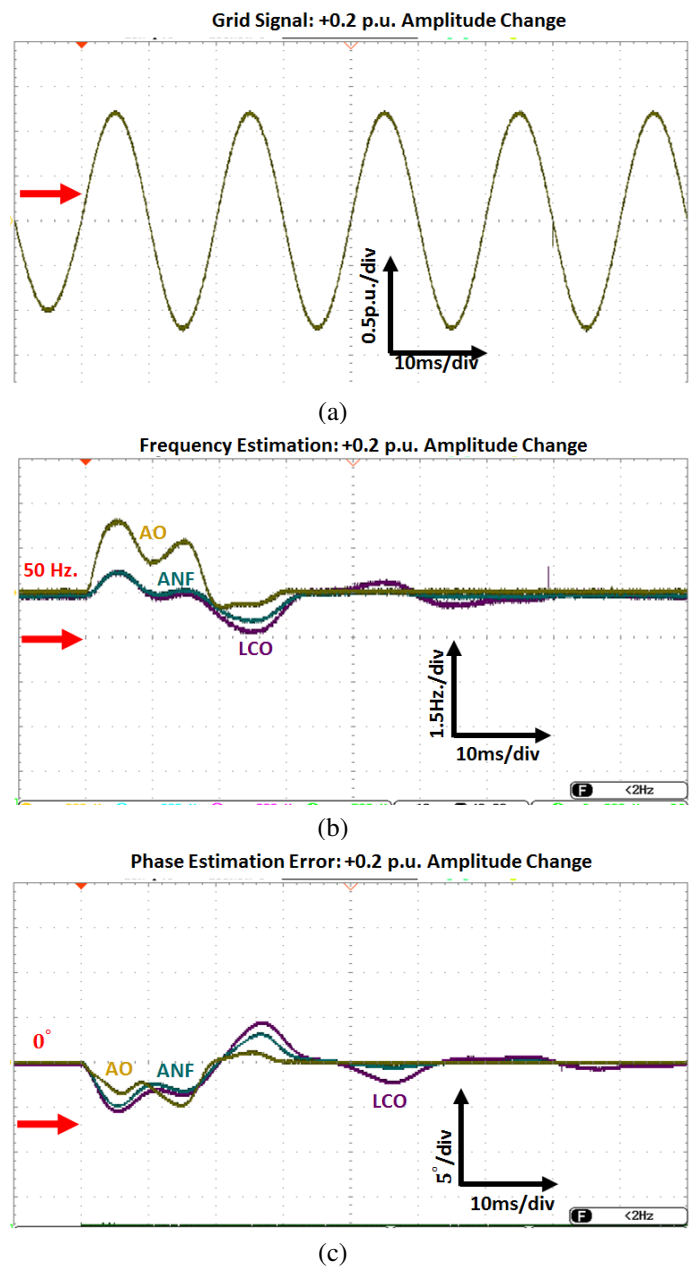 Grid Signal: +0.2 p.u. Amplitude Change
0.5p.u./div
10ms/div
(a)
Frequency Estimation: +0.2 p.u. Amplitude Change
AO
50 Hz.
ANF
LCO
1.5Hz./div
10ms/div
F <2Hz
(b)
Phase Estimation Error: +0.2 p.u. Amplitude Change
0°
AO
ANF
LCO
5°/div
10ms/div
F <2Hz
(c)